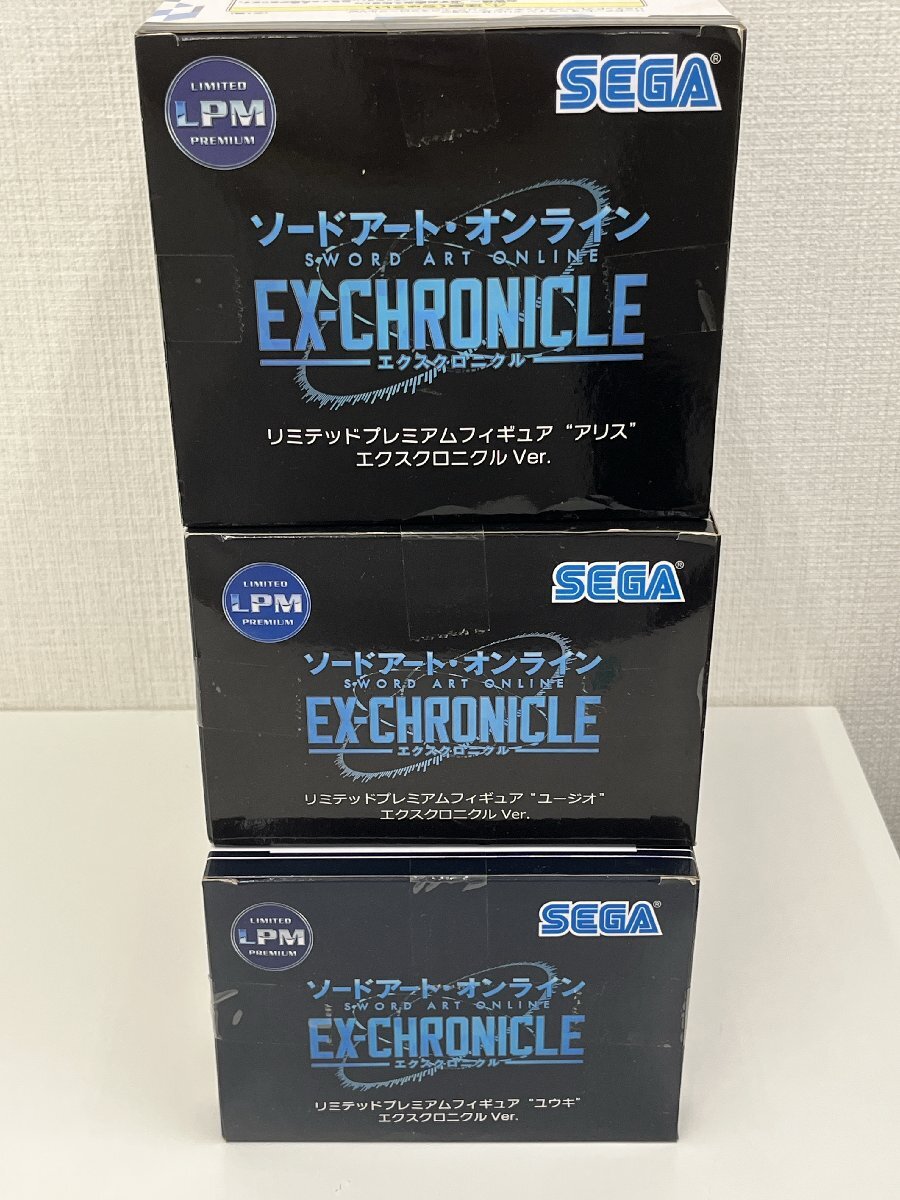 LIMITED
LPM
PREMIUM
SEGA®
ソードアート・オンライン
SWORD ART ONLINE
EX-CHRONICLE
エクスクロニクル
リミテッドプレミアムフィギュア “アリス”
エクスクロニクル Ver.
LIMITED
LPM
PREMIUM
SEGA®
ソードアート・オンライン
SWORD ART ONLINE
EX-CHRONICLE
エクスクロニクル
リミテッドプレミアムフィギュア “ユージオ”
エクスクロニクル Ver.
LIMITED
LPM
PREMIUM
SEGA®
ソードアート・オンライン
SWORD ART ONLINE
EX-CHRONICLE
エクスクロニクル
リミテッドプレミアムフィギュア “ユウキ”
エクスクロニクル Ver.